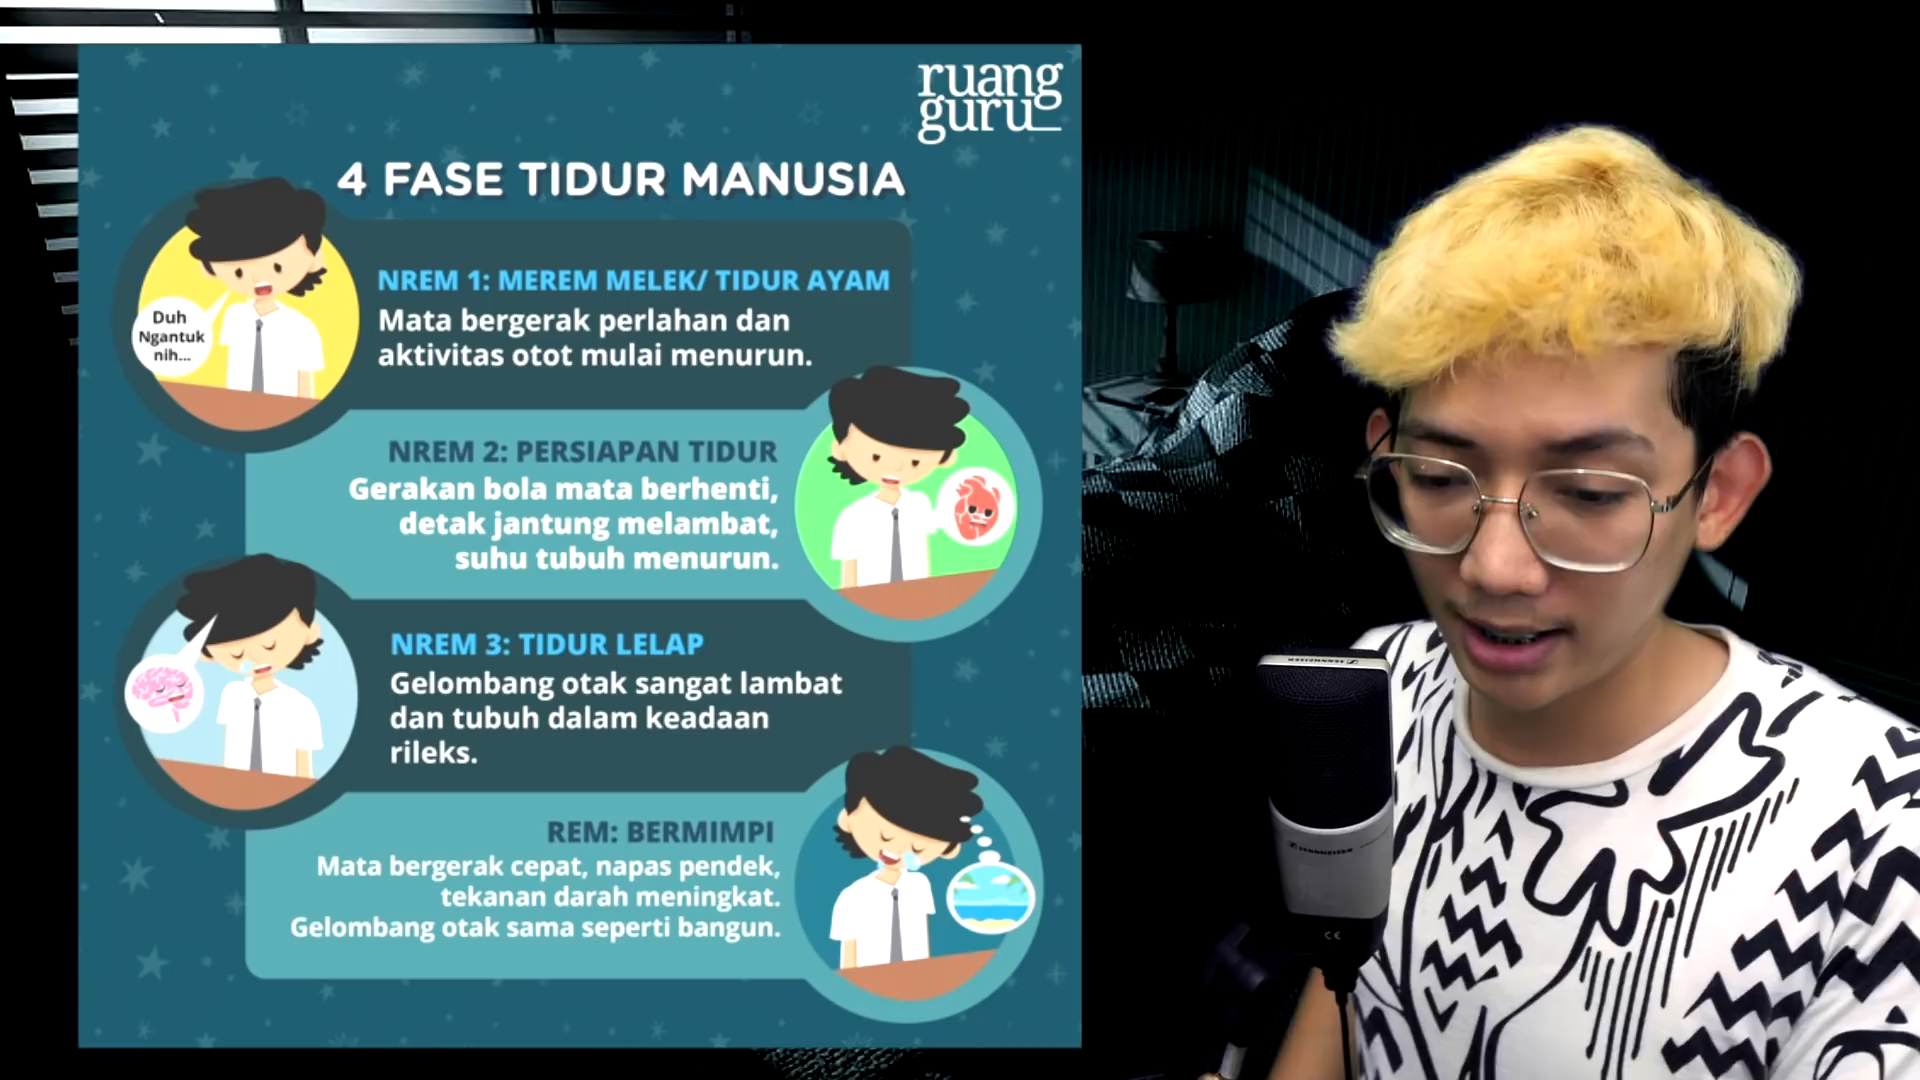 ruang
guru
4 FASE TIDUR MANUSIA
Duh
Ngantuk
nih...
NREM 1: MEREM MELEK/ TIDUR AYAM
Mata bergerak perlahan dan
aktivitas otot mulai menurun.
NREM 2: PERSIAPAN TIDUR
Gerakan bola mata berhenti,
detak jantung melambat,
suhu tubuh menurun.
NREM 3: TIDUR LELAP
Gelombang otak sangat lambat
dan tubuh dalam keadaan
rileks.
REM: BERMIMPI
Mata bergerak cepat, napas pendek,
tekanan darah meningkat.
Gelombang otak sama seperti bangun.
SENNHEISER
SENNHEISER
CE